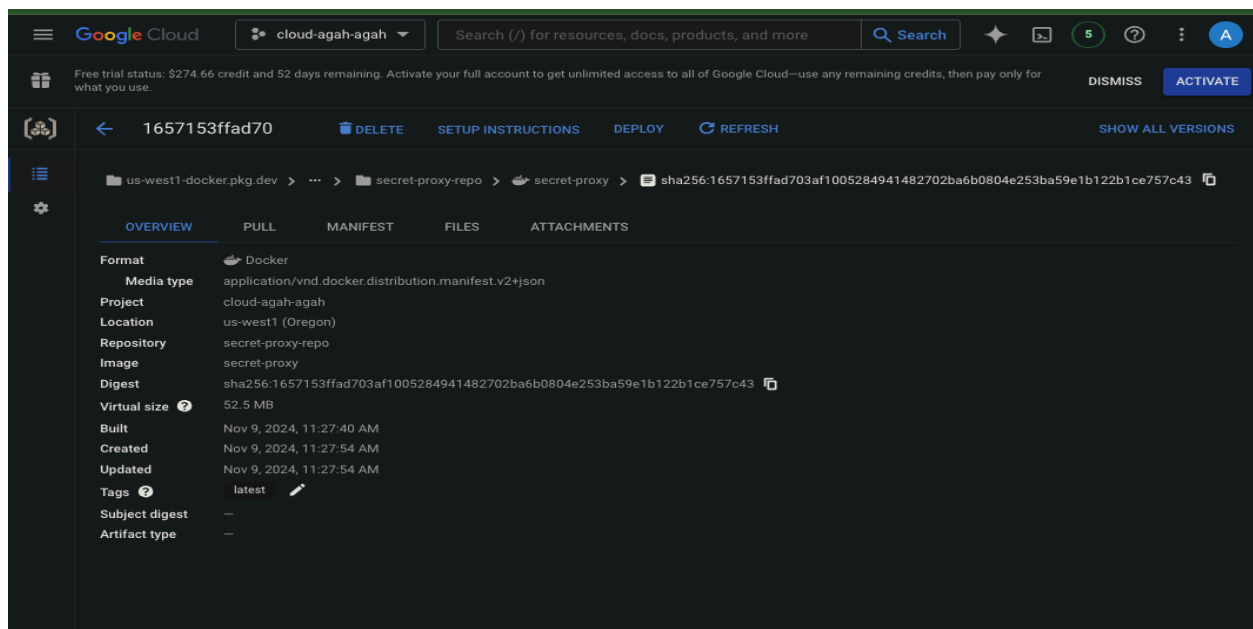 Google Cloud cloud-agah-agah Search (/) for resources, docs, products, and more Search 5 A
Free trial status: $274.66 credit and 52 days remaining. Activate your full account to get unlimited access to all of Google Cloud—use any remaining credits, then pay only for
what you use.
DISMISS ACTIVATE
1657153ffad70 DELETE SETUP INSTRUCTIONS DEPLOY REFRESH SHOW ALL VERSIONS
us-west1-docker.pkg.dev > ... > secret-proxy-repo > secret-proxy > sha256:1657153ffad703af1005284941482702ba6b0804e253ba59e1b122b1ce757c43
OVERVIEW PULL MANIFEST FILES ATTACHMENTS
Format Docker
Media type application/vnd.docker.distribution.manifest.v2+json
Project cloud-agah-agah
Location us-west1 (Oregon)
Repository secret-proxy-repo
Image secret-proxy
Digest sha256:1657153ffad703af1005284941482702ba6b0804e253ba59e1b122b1ce757c43
Virtual size ? 52.5 MB
Built Nov 9, 2024, 11:27:40 AM
Created Nov 9, 2024, 11:27:54 AM
Updated Nov 9, 2024, 11:27:54 AM
Tags ? latest
Subject digest —
Artifact type —